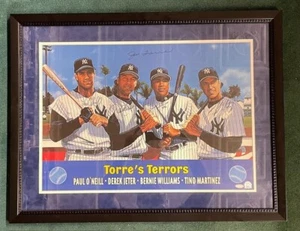 Torre's Terrors
PAUL O'NEILL · DEREK JETER · BERNIE WILLIAMS · TINO MARTINEZ